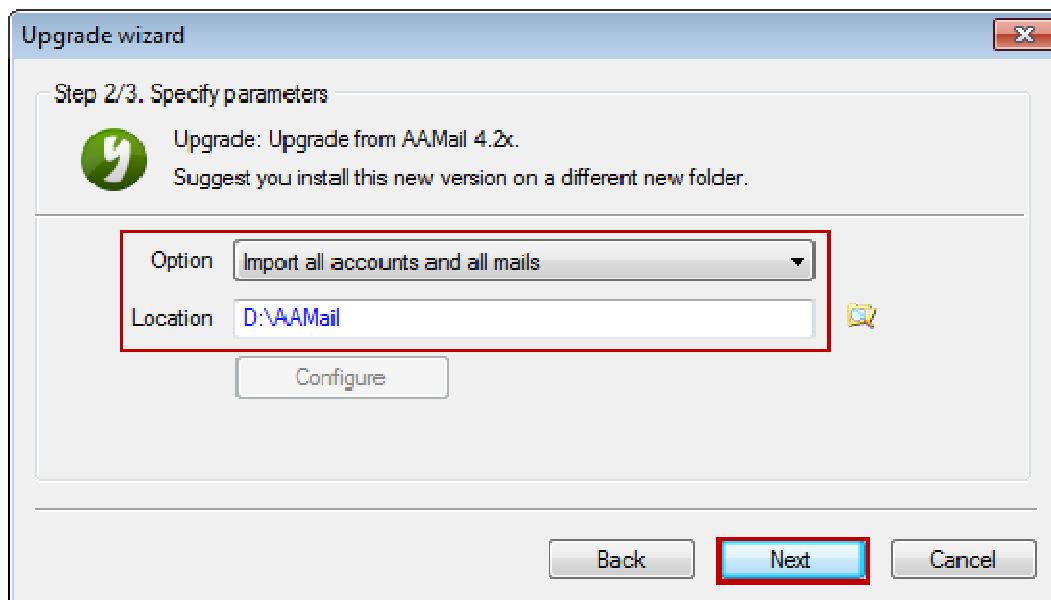 Upgrade wizard
Step 2/3. Specify parameters
Upgrade: Upgrade from AAMail 4.2x.
Suggest you install this new version on a different new folder.
Option Import all accounts and all mails
Location D:\AAMail
Configure
Back Next Cancel